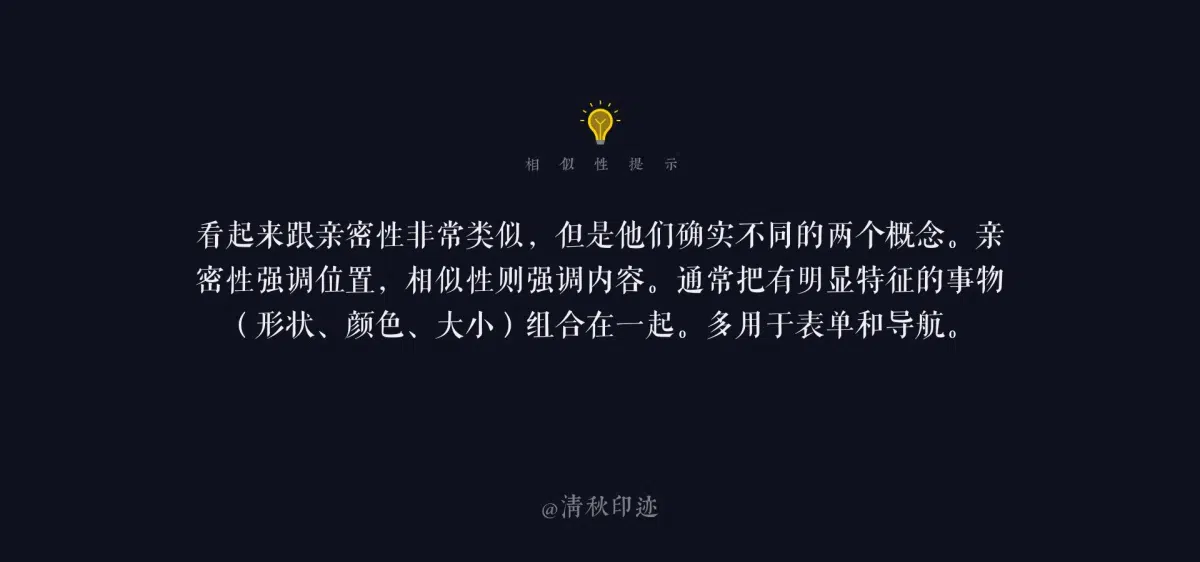 相似性提示
看起来跟亲密性非常类似，但是他们确实不同的两个概念。亲
密性强调位置，相似性则强调内容。通常把有明显特征的事物
（形状、颜色、大小）组合在一起。多用于表单和导航。
@清秋印迹